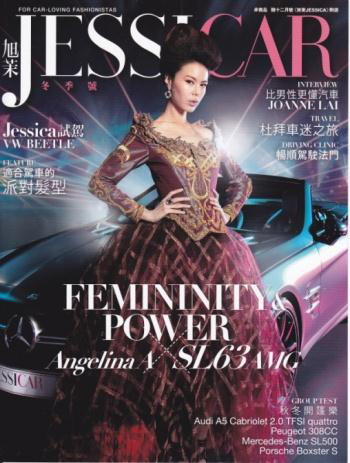 FOR CAR-LOVING FASHIONISTAS
旭茉
JESSICAR
冬季號
Jessica試駕
VW BEETLE
FEATURE
適合駕車的
派對髮型
INTERVIEW
比男性更懂汽車
JOANNE LAI
TRAVEL
杜拜車迷之旅
DRIVING CLINIC
暢順駕駛法門
FEMININITY &
POWER
Angelina A × SL63 AMG
SSICAR
GROUP TEST
秋冬開篷樂
Audi A5 Cabriolet 2.0 TFSI quattro
Peugeot 308CC
Mercedes-Benz SL500
Porsche Boxster S